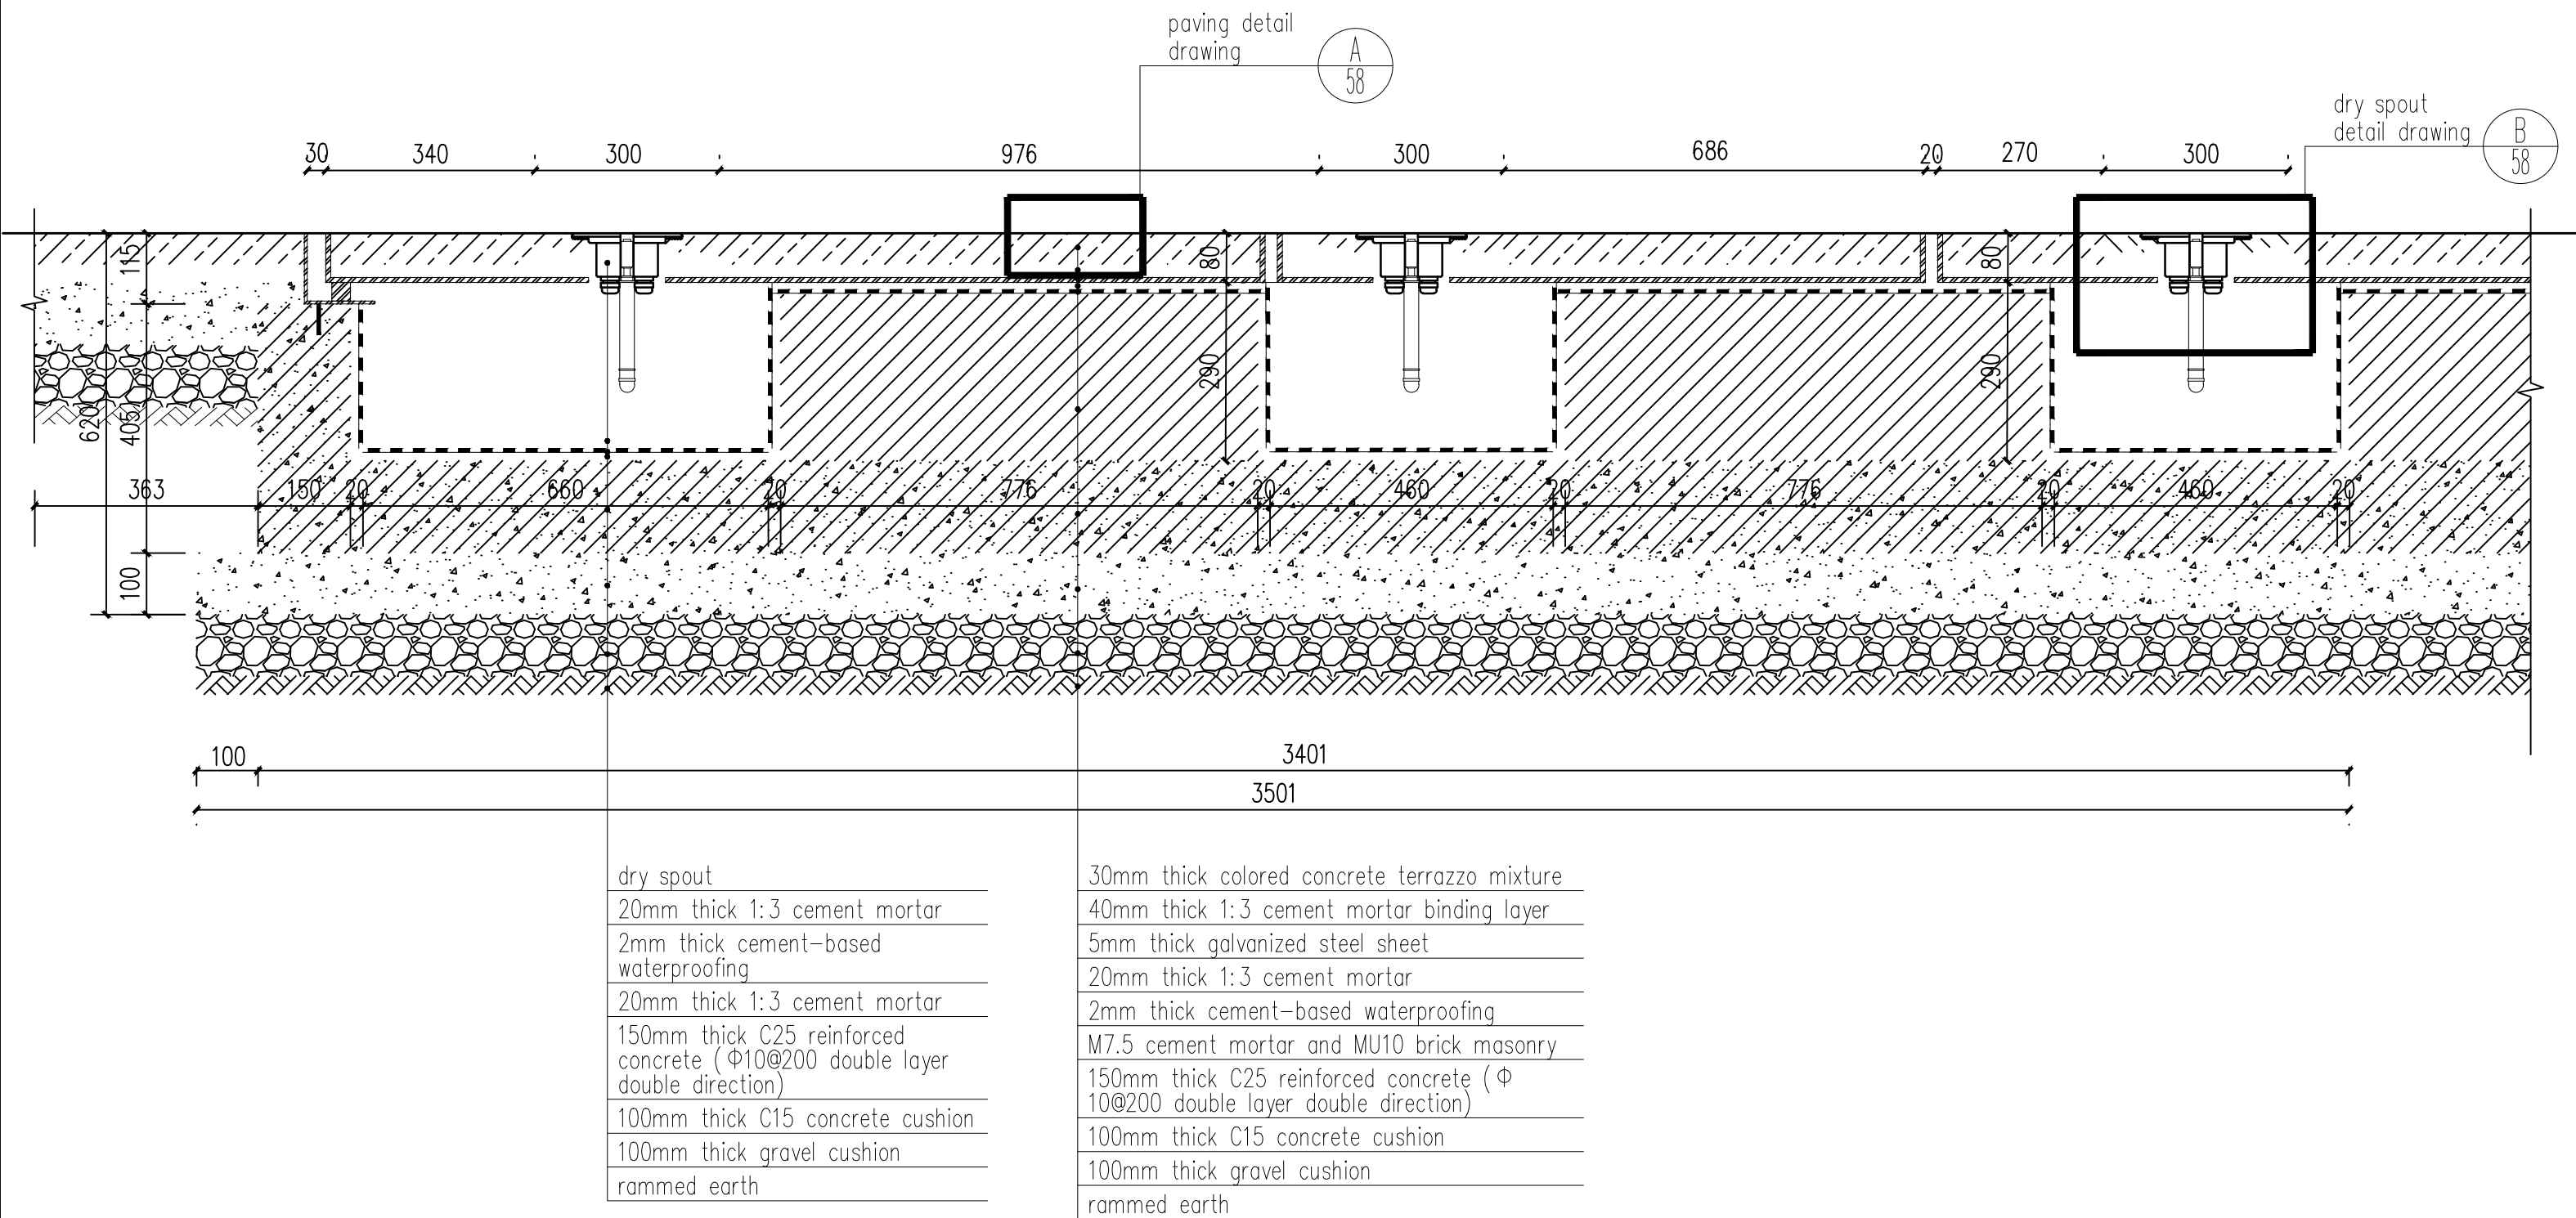 paving detail
drawing
A
58
dry spout
detail drawing
B
58
30 340 300 976 300 686 20 270 300
115
80
80
290
290
620
405
363 150 20 660 20 776 20 460 20 776 20 460 20
100
100 3401
3501
dry spout
20mm thick 1:3 cement mortar
2mm thick cement-based
waterproofing
20mm thick 1:3 cement mortar
150mm thick C25 reinforced
concrete (Φ10@200 double layer
double direction)
100mm thick C15 concrete cushion
100mm thick gravel cushion
rammed earth
30mm thick colored concrete terrazzo mixture
40mm thick 1:3 cement mortar binding layer
5mm thick galvanized steel sheet
20mm thick 1:3 cement mortar
2mm thick cement-based waterproofing
M7.5 cement mortar and MU10 brick masonry
150mm thick C25 reinforced concrete (Φ
10@200 double layer double direction)
100mm thick C15 concrete cushion
100mm thick gravel cushion
rammed earth